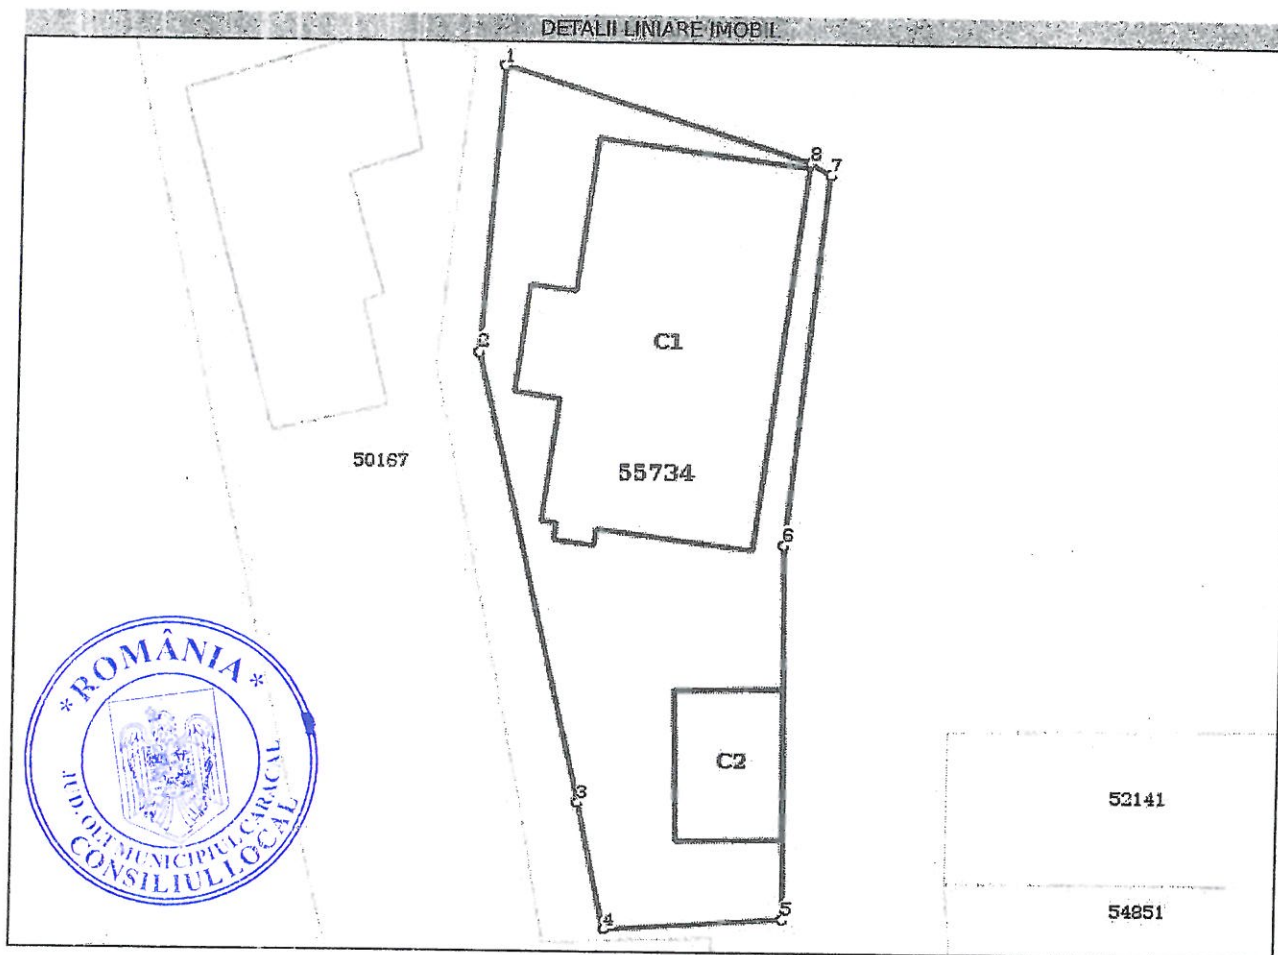 DETALII LINIARE IMOBIL
1
8
7
2
C1
50167
55734
6
*ROMÂNIA*
JUD. OLT MUNICIPIUL CARACAL
CONSILIUL LOCAL
C2
3
52141
4
5
54851